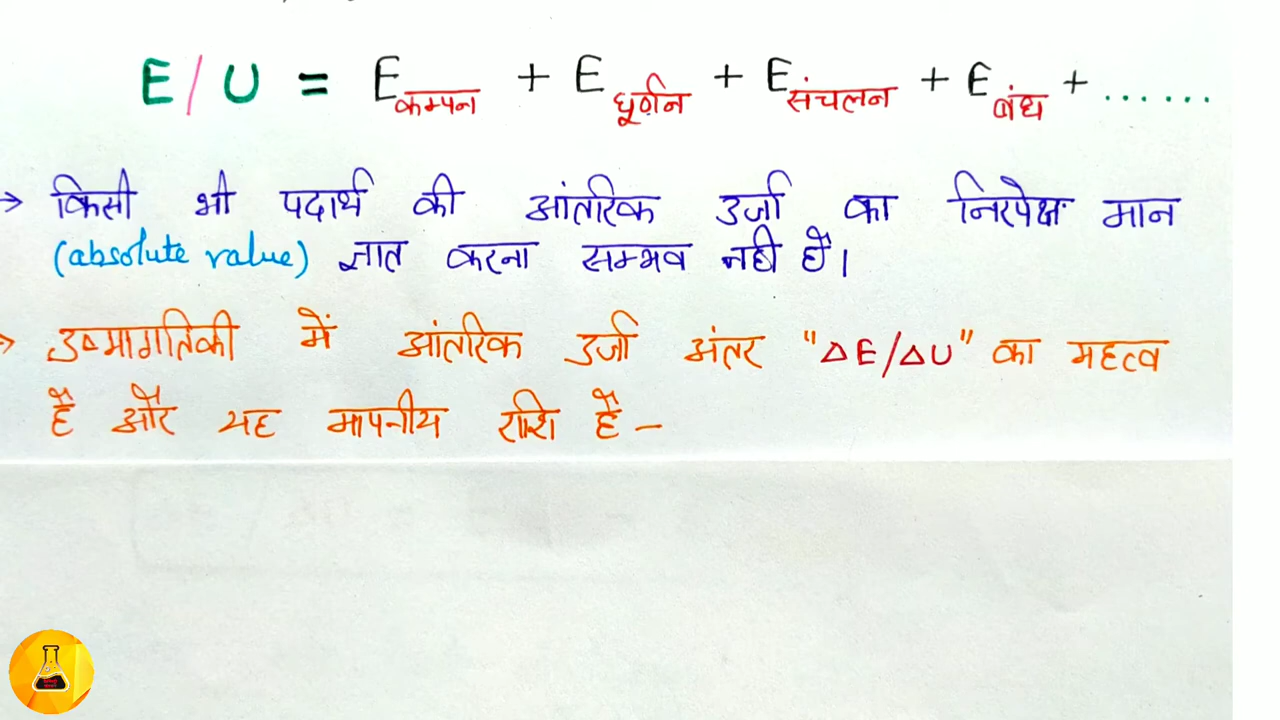 E / U = E कम्पन + E घूर्णन + E संचलन + E बंध + ......
→ किसी भी पदार्थ की आंतरिक उर्जा का निरपेक्ष मान
(absolute value) ज्ञात करना सम्भव नही है।
→ उष्मागतिकी में आंतरिक उर्जा अंतर "ΔE/ΔU" का महत्व
है और यह मापनीय राशि है –